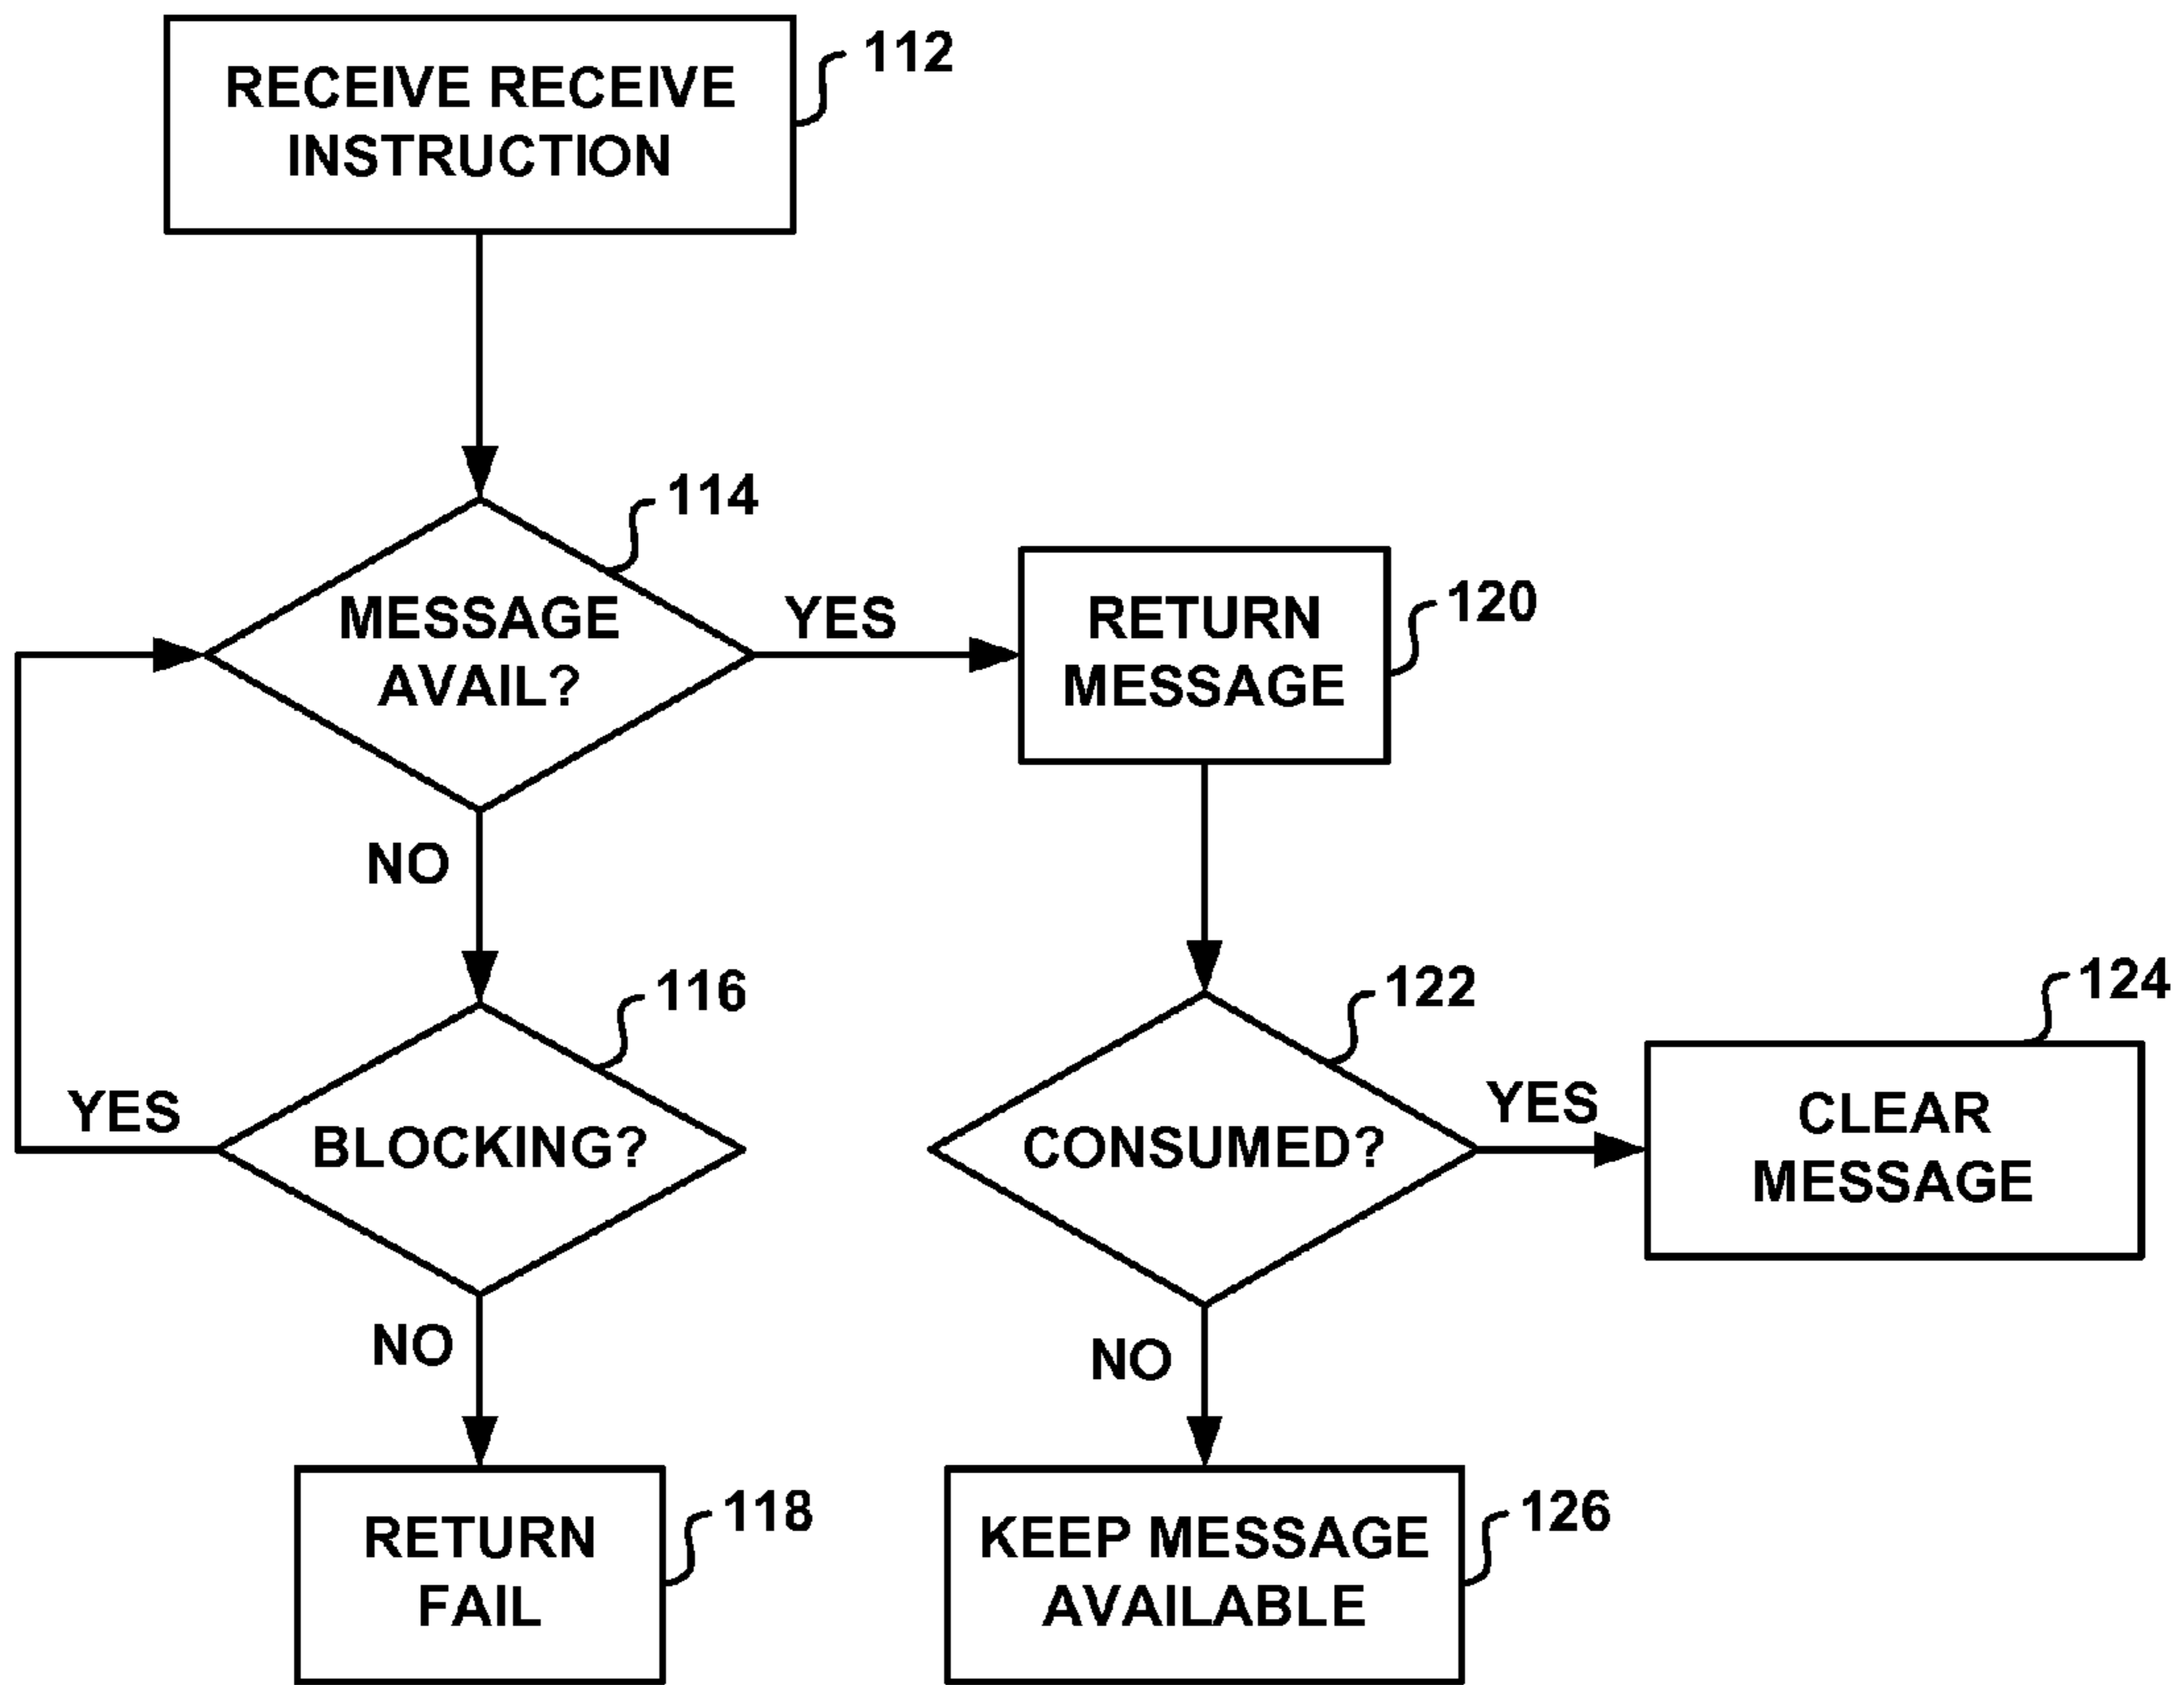 RECEIVE RECEIVE
INSTRUCTION
112
114
MESSAGE
AVAIL?
YES
RETURN
MESSAGE
120
NO
116
BLOCKING?
YES
122
CONSUMED?
YES
124
CLEAR
MESSAGE
NO
RETURN
FAIL
118
NO
KEEP MESSAGE
AVAILABLE
126